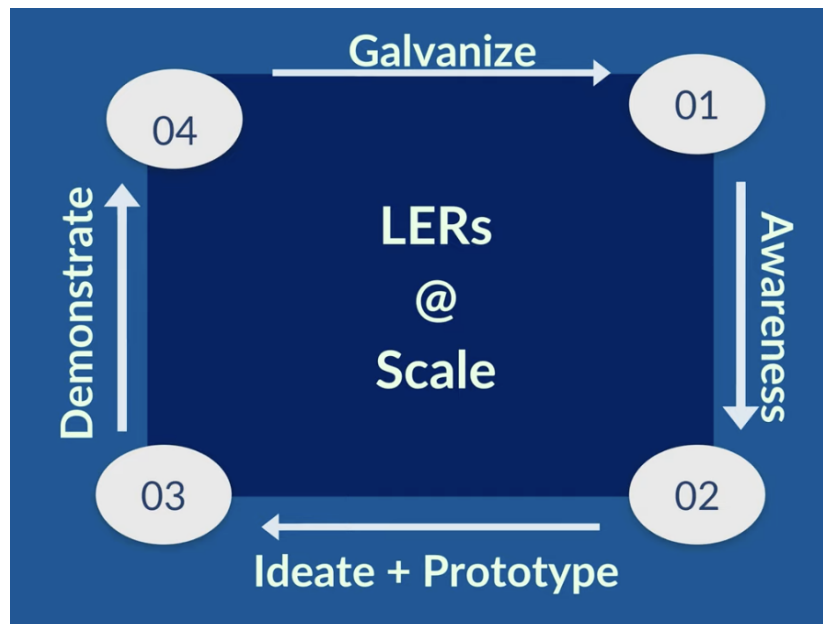 Galvanize
04
01
Demonstrate
LERs
@
Scale
Awareness
03
02
Ideate + Prototype